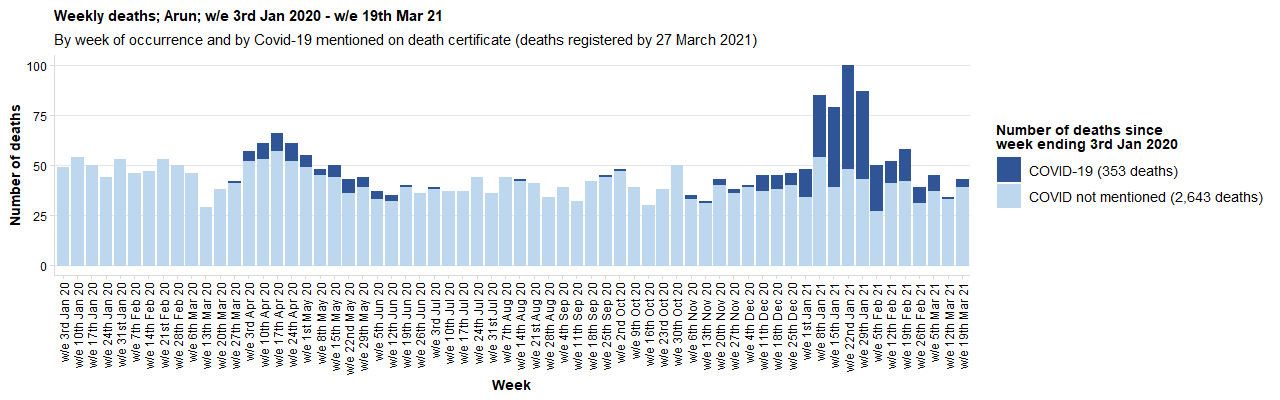 Weekly deaths; Arun; w/e 3rd Jan 2020 - w/e 19th Mar 21
By week of occurrence and by Covid-19 mentioned on death certificate (deaths registered by 27 March 2021)
Number of deaths
100
75
50
25
0
w/e 3rd Jan 20
w/e 10th Jan 20
w/e 17th Jan 20
w/e 24th Jan 20
w/e 31st Jan 20
w/e 7th Feb 20
w/e 14th Feb 20
w/e 21st Feb 20
w/e 28th Feb 20
w/e 6th Mar 20
w/e 13th Mar 20
w/e 20th Mar 20
w/e 27th Mar 20
w/e 3rd Apr 20
w/e 10th Apr 20
w/e 17th Apr 20
w/e 24th Apr 20
w/e 1st May 20
w/e 8th May 20
w/e 15th May 20
w/e 22nd May 20
w/e 29th May 20
w/e 5th Jun 20
w/e 12th Jun 20
w/e 19th Jun 20
w/e 26th Jun 20
w/e 3rd Jul 20
w/e 10th Jul 20
w/e 17th Jul 20
w/e 24th Jul 20
w/e 31st Jul 20
w/e 7th Aug 20
w/e 14th Aug 20
w/e 21st Aug 20
w/e 28th Aug 20
w/e 4th Sep 20
w/e 11th Sep 20
w/e 18th Sep 20
w/e 25th Sep 20
w/e 2nd Oct 20
w/e 9th Oct 20
w/e 16th Oct 20
w/e 23rd Oct 20
w/e 30th Oct 20
w/e 6th Nov 20
w/e 13th Nov 20
w/e 20th Nov 20
w/e 27th Nov 20
w/e 4th Dec 20
w/e 11th Dec 20
w/e 18th Dec 20
w/e 25th Dec 20
w/e 1st Jan 21
w/e 8th Jan 21
w/e 15th Jan 21
w/e 22nd Jan 21
w/e 29th Jan 21
w/e 5th Feb 21
w/e 12th Feb 21
w/e 19th Feb 21
w/e 26th Feb 21
w/e 5th Mar 21
w/e 12th Mar 21
w/e 19th Mar 21
Week
Number of deaths since
week ending 3rd Jan 2020
COVID-19 (353 deaths)
COVID not mentioned (2,643 deaths)